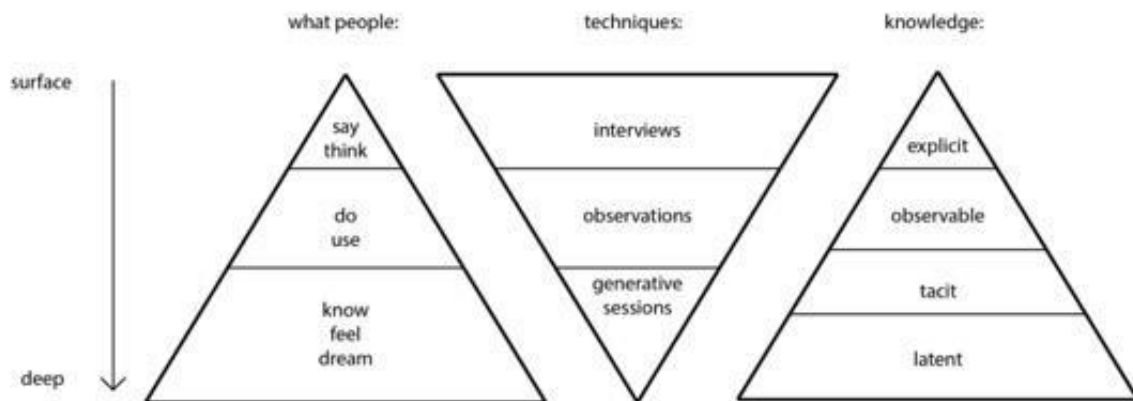 what people:
techniques:
knowledge:
surface
say
think
interviews
explicit
do
use
observations
observable
know
feel
dream
generative
sessions
tacit
latent
deep